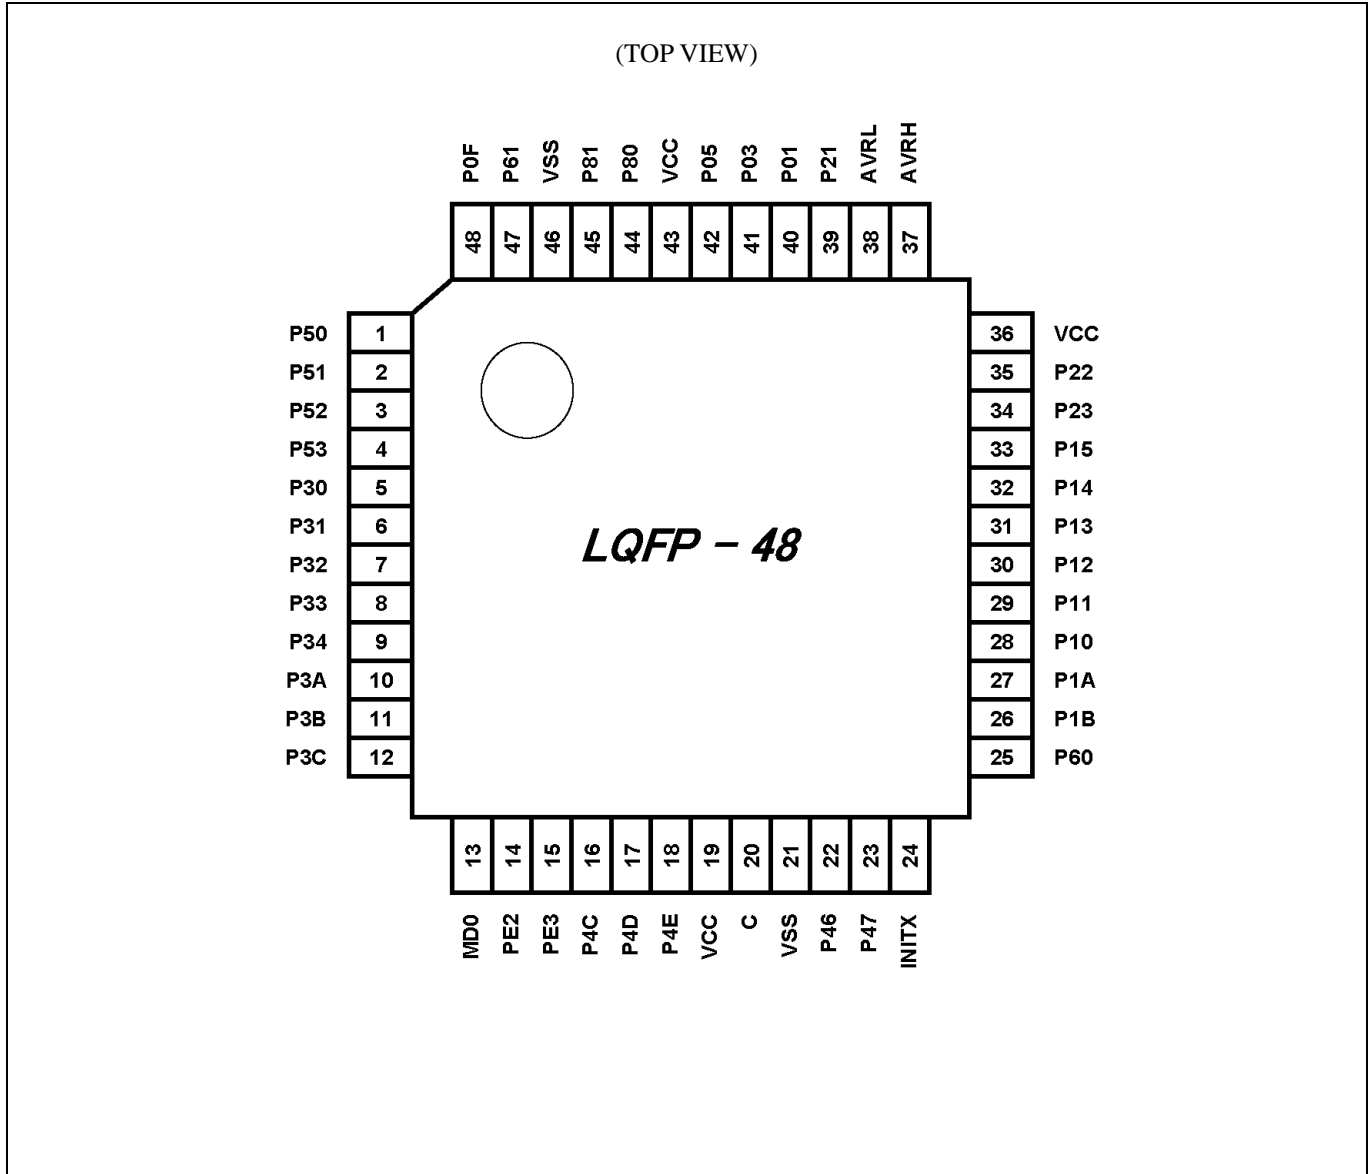 (TOP VIEW)
P0F P61 VSS P81 P80 VCC P05 P03 P01 P21 AVRL AVRH
48 47 46 45 44 43 42 41 40 39 38 37
P50 1 36 VCC
P51 2 35 P22
P52 3 34 P23
P53 4 33 P15
P30 5 32 P14
P31 6 31 P13
P32 7 30 P12
P33 8 29 P11
P34 9 28 P10
P3A 10 27 P1A
P3B 11 26 P1B
P3C 12 25 P60
LQFP - 48
13 14 15 16 17 18 19 20 21 22 23 24
MD0 PE2 PE3 P4C P4D P4E VCC C VSS P46 P47 INITX